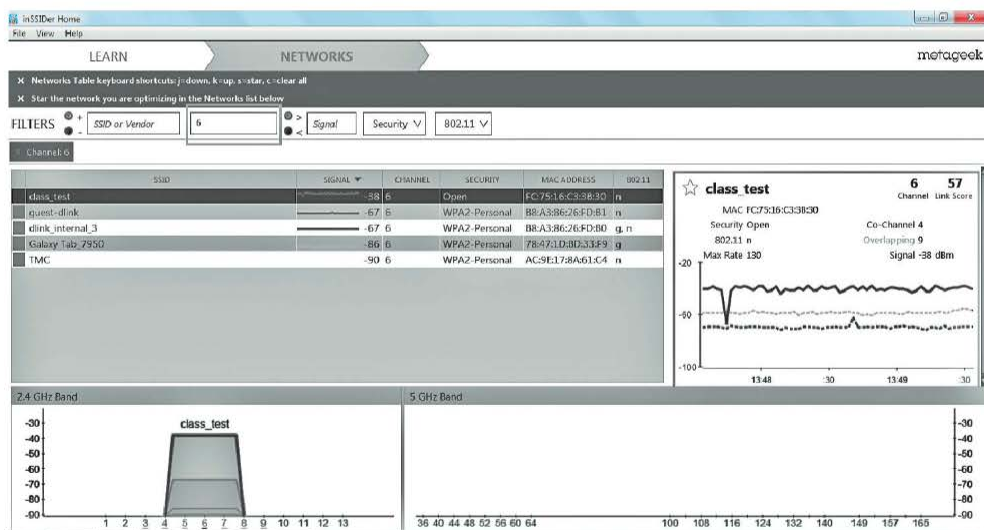 inSSIDer Home
File View Help
LEARN NETWORKS metageek
× Networks Table keyboard shortcuts: j=down, k=up, s=star, c=clear all
× Star the network you are optimizing in the Networks list below
FILTERS + - SSID or Vendor 6 > < Signal Security V 802.11 V
Channel: 6
SSID SIGNAL ▼ CHANNEL SECURITY MAC ADDRESS 802.11
class_test -38 6 Open FC:75:16:C3:3B:30 n
guest-dlink -67 6 WPA2-Personal B8:A3:86:26:FD:B1 n
dlink_internal_3 -67 6 WPA2-Personal B8:A3:86:26:FD:B0 g, n
Galaxy Tab_7950 -86 6 WPA2-Personal 78:47:1D:BD:33:F9 g
TMC -90 6 WPA2-Personal AC:9E:17:8A:61:C4 n
☆ class_test 6 57
Channel Link Score
MAC FC:75:16:C3:3B:30
Security Open Co-Channel 4
802.11 n Overlapping 9
Max Rate 130 Signal -38 dBm
-20
-60
-100
13:48 :30 13:49 :30
2.4 GHz Band 5 GHz Band
class_test
-30 -30
-40 -40
-50 -50
-60 -60
-70 -70
-80 -80
-90 -90
1 2 3 4 5 6 7 8 9 10 11 12 13 36 40 44 48 52 56 60 64 100 108 116 124 132 140 149 157 165